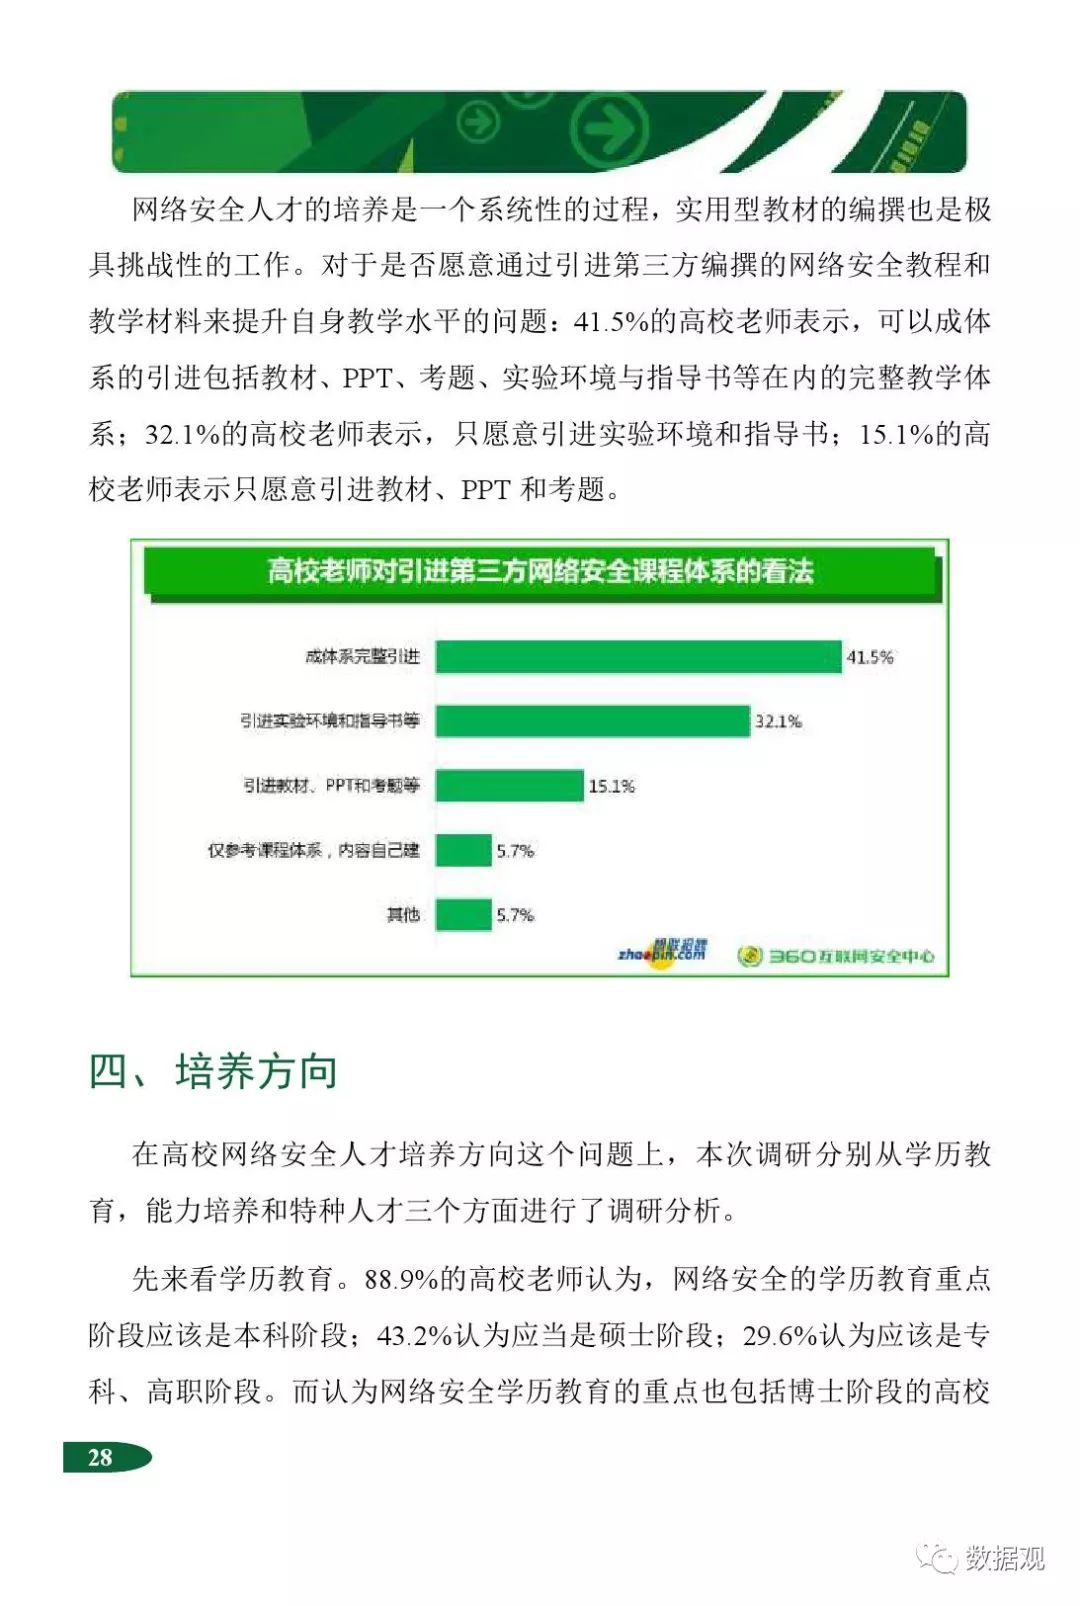 网络安全人才的培养是一个系统性的过程，实用型教材的编撰也是极
具挑战性的工作。对于是否愿意通过引进第三方编撰的网络安全教程和
教学材料来提升自身教学水平的问题：41.5%的高校老师表示，可以成体
系的引进包括教材、PPT、考题、实验环境与指导书等在内的完整教学体
系；32.1%的高校老师表示，只愿意引进实验环境和指导书；15.1%的高
校老师表示只愿意引进教材、PPT 和考题。
高校老师对引进第三方网络安全课程体系的看法
成体系完整引进 41.5%
引进实验环境和指导书等 32.1%
引进教材、PPT和考题等 15.1%
仅参考课程体系，内容自己建 5.7%
其他 5.7%
智联招聘
zhaopin.com
360互联网安全中心
四、培养方向
在高校网络安全人才培养方向这个问题上，本次调研分别从学历教
育，能力培养和特种人才三个方面进行了调研分析。
先来看学历教育。88.9%的高校老师认为，网络安全的学历教育重点
阶段应该是本科阶段；43.2%认为应当是硕士阶段；29.6%认为应该是专
科、高职阶段。而认为网络安全学历教育的重点也包括博士阶段的高校
28
数据观